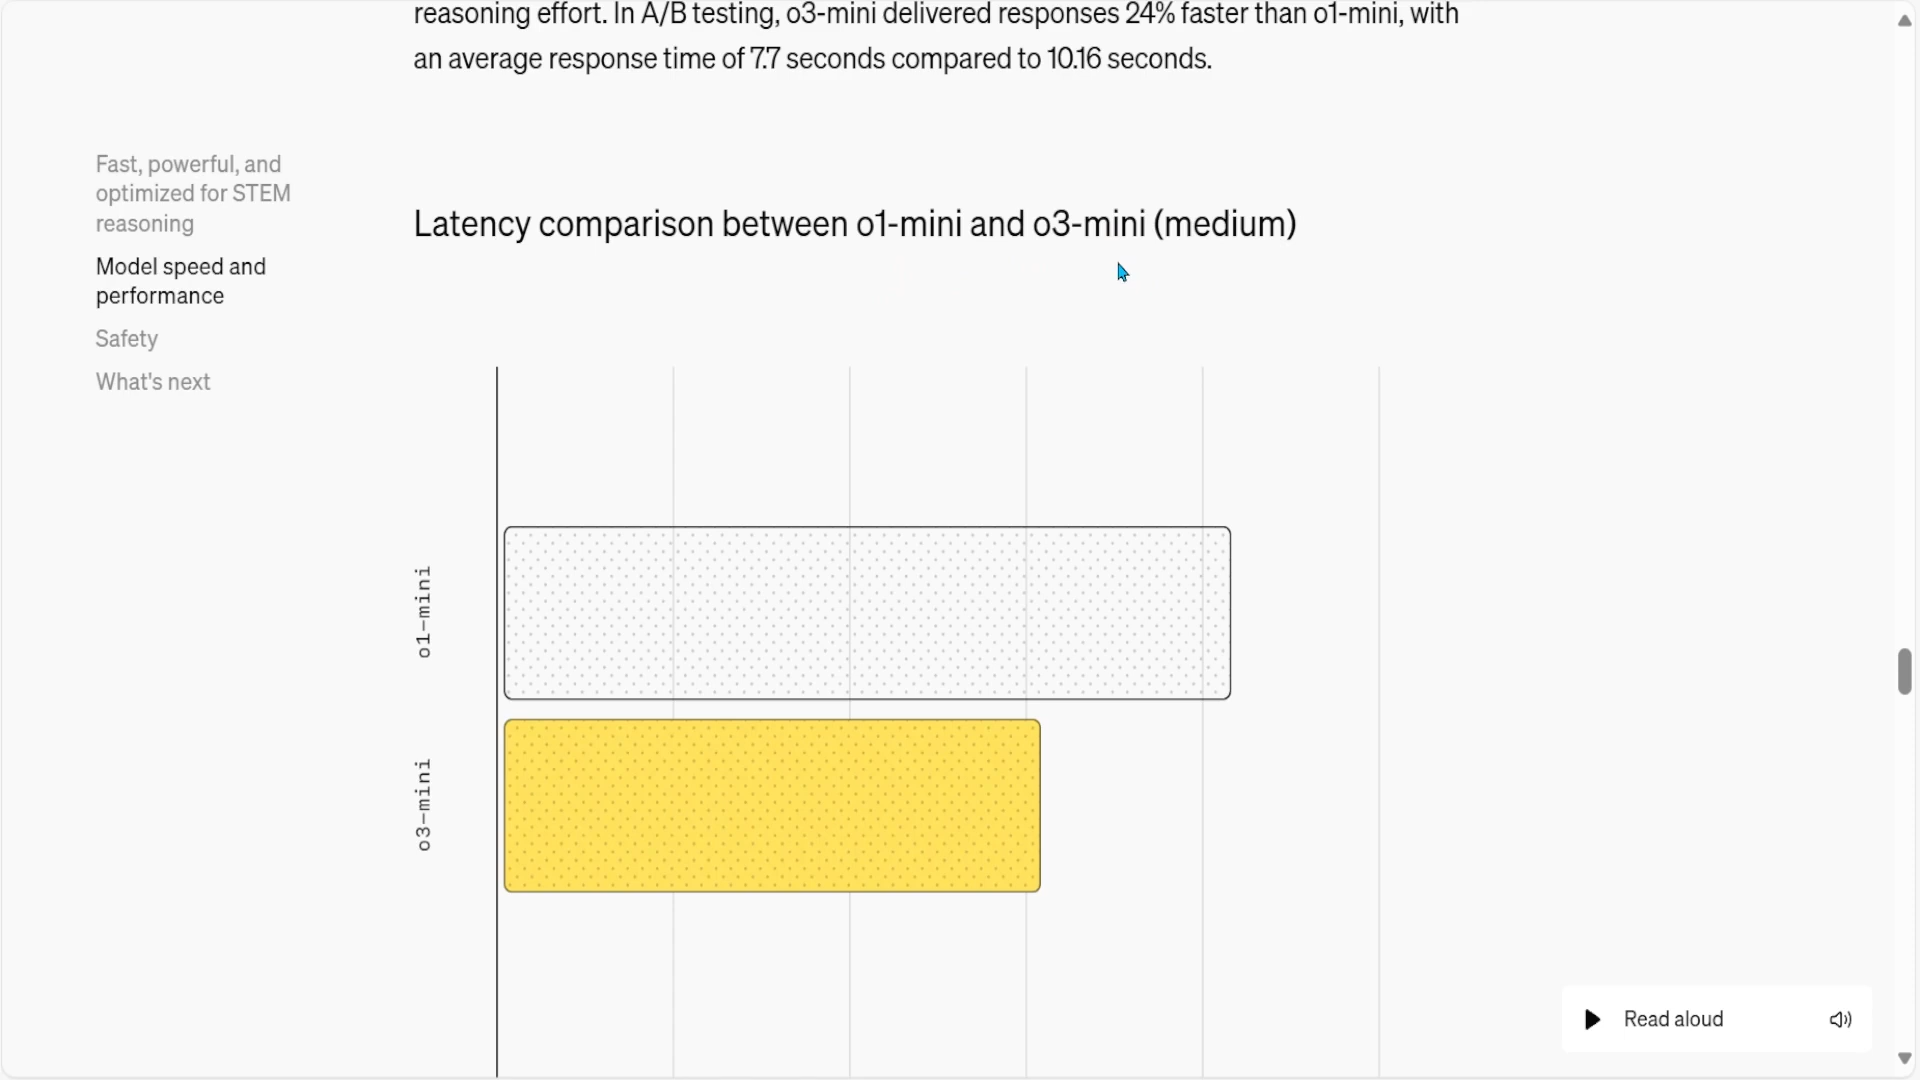 reasoning effort. In A/B testing, o3-mini delivered responses 24% faster than o1-mini, with
an average response time of 7.7 seconds compared to 10.16 seconds.
Fast, powerful, and
optimized for STEM
reasoning
Model speed and
performance
Safety
What's next
Latency comparison between o1-mini and o3-mini (medium)
o1-mini
o3-mini
Read aloud